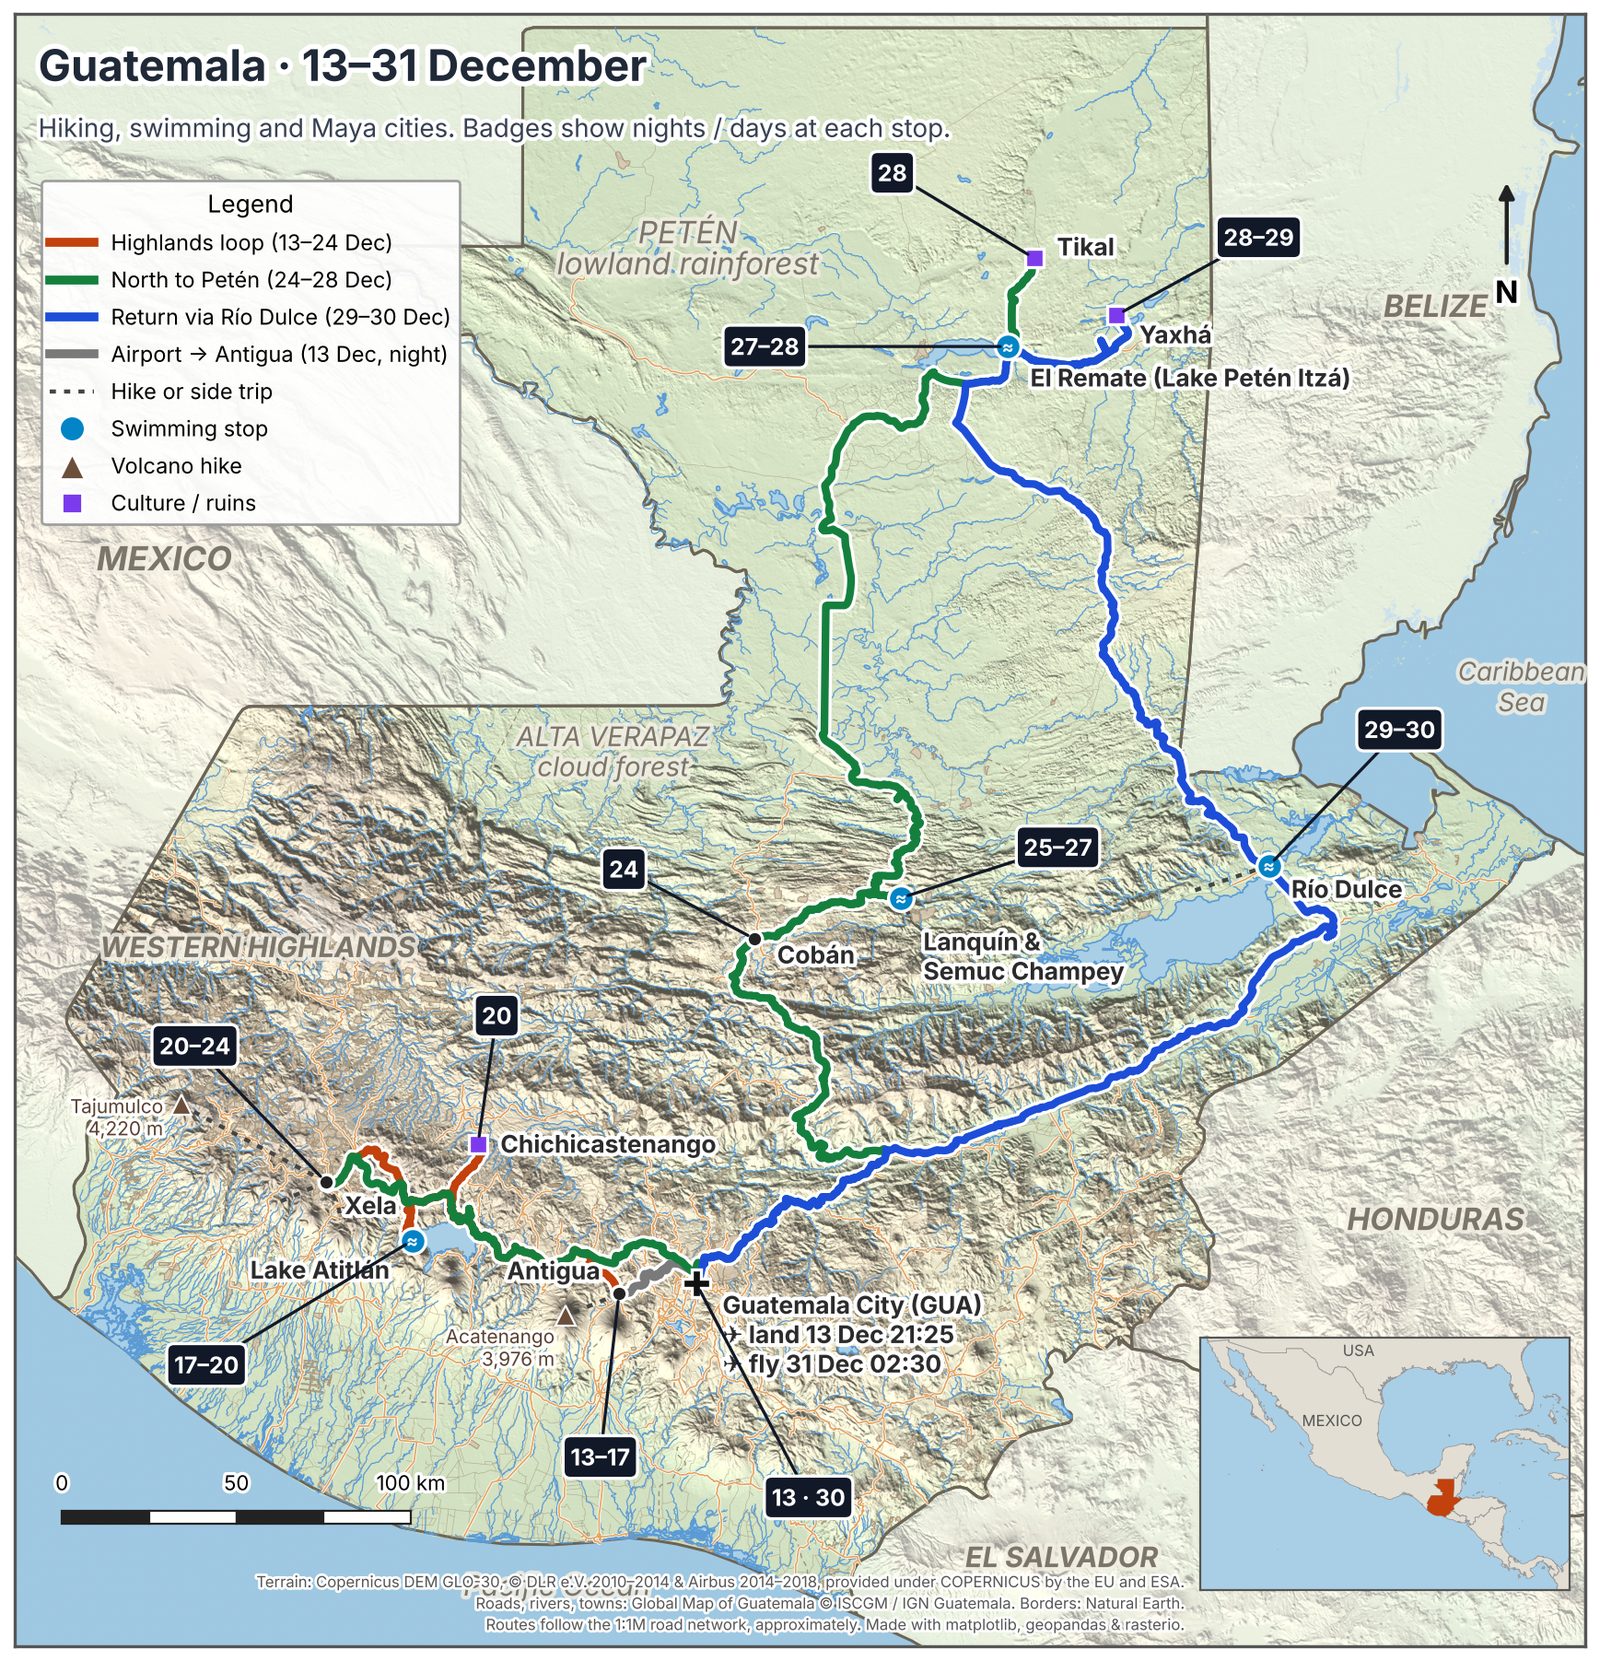 Guatemala · 13–31 December
Hiking, swimming and Maya cities. Badges show nights / days at each stop.
Legend
Highlands loop (13–24 Dec)
North to Petén (24–28 Dec)
Return via Río Dulce (29–30 Dec)
Airport → Antigua (13 Dec, night)
Hike or side trip
Swimming stop
Volcano hike
Culture / ruins
28
PETÉN
lowland rainforest
Tikal
28–29
N
BELIZE
27–28
Yaxhá
El Remate (Lake Petén Itzá)
MEXICO
Caribbean
Sea
ALTA VERAPAZ
cloud forest
29–30
24
25–27
Río Dulce
WESTERN HIGHLANDS
Cobán
Lanquín &
Semuc Champey
20
20–24
Tajumulco
4,220 m
Chichicastenango
Xela
HONDURAS
Lake Atitlán
Antigua
Guatemala City (GUA)
✈ land 13 Dec 21:25
✈ fly 31 Dec 02:30
Acatenango
3,976 m
17–20
13–17
13 · 30
USA
MEXICO
0 50 100 km
EL SALVADOR
Pacific Ocean
Terrain: Copernicus DEM GLO-30, © DLR e.V. 2010–2014 & Airbus 2014–2018, provided under COPERNICUS by the EU and ESA.
Roads, rivers, towns: Global Map of Guatemala © ISCGM / IGN Guatemala. Borders: Natural Earth.
Routes follow the 1:1M road network, approximately. Made with matplotlib, geopandas & rasterio.